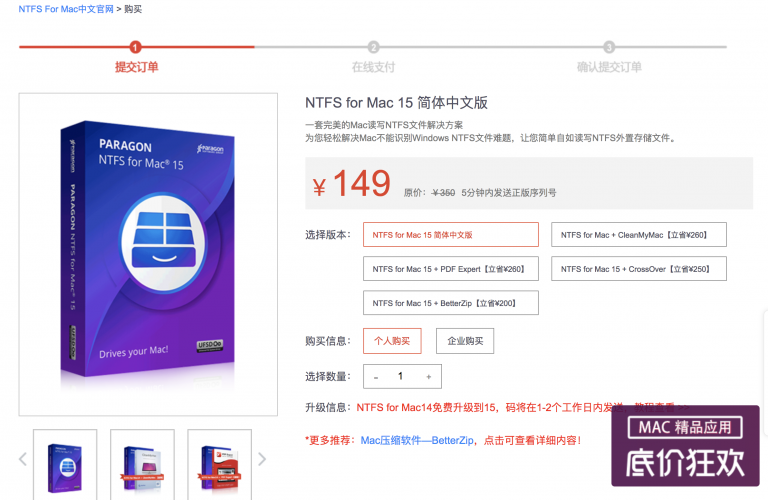 NTFS For Mac中文官网 > 购买
1
2
3
提交订单
在线支付
确认提交订单
PARAGON
NTFS for Mac® 15
Paragon
PARAGON NTFS for Mac® 15
Drives your Mac!
NTFS for Mac 15 简体中文版
一套完美的Mac读写NTFS文件解决方案
为您轻松解决Mac不能识别Windows NTFS文件难题，让您简单自如读写NTFS外置存储文件。
¥ 149 原价：¥ 350 5分钟内发送正版序列号
选择版本：
NTFS for Mac 15 简体中文版
NTFS for Mac + CleanMyMac【立省¥260】
NTFS for Mac 15 + PDF Expert【立省¥260】
NTFS for Mac 15 + CrossOver【立省¥250】
NTFS for Mac 15 + BetterZip【立省¥200】
购买信息：
个人购买
企业购买
选择数量：
- 1 +
升级信息：NTFS for Mac14免费升级到15，码将在1-2个工作日内发送，教程查看 >>
*更多推荐：Mac压缩软件—BetterZip，点击可查看详细内容！
MAC 精品应用
底价狂欢